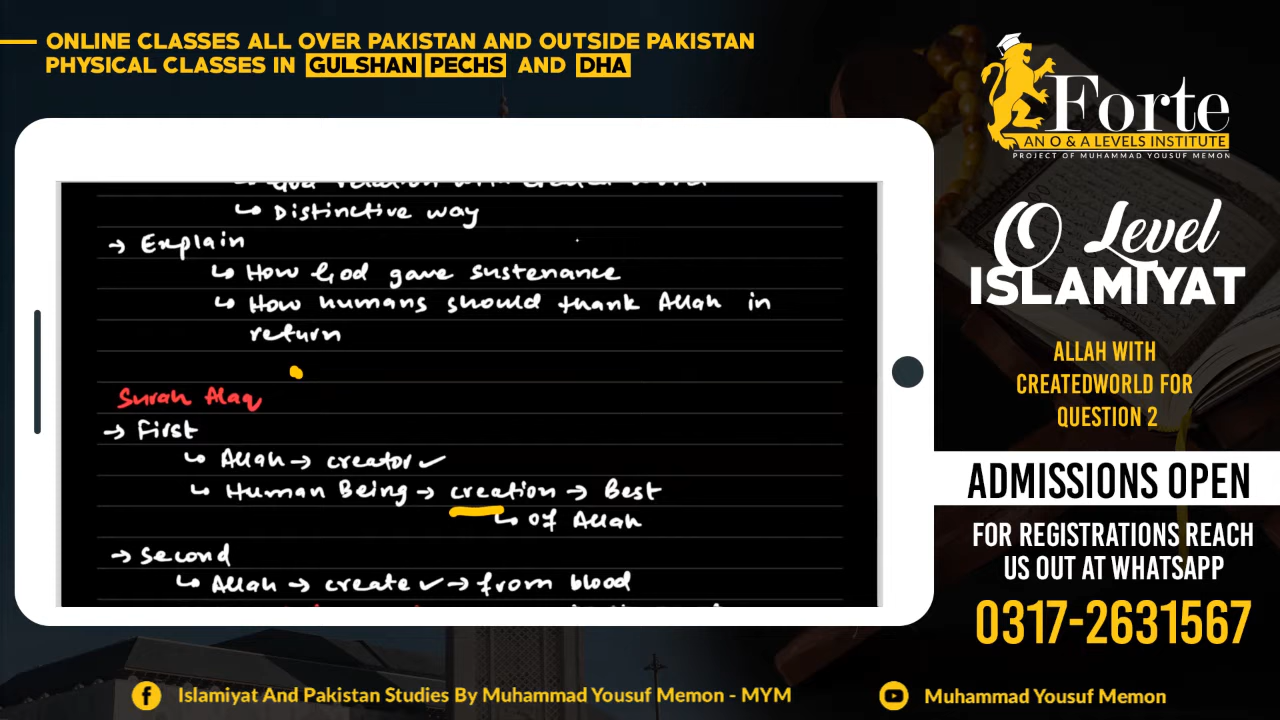 ONLINE CLASSES ALL OVER PAKISTAN AND OUTSIDE PAKISTAN
PHYSICAL CLASSES IN GULSHAN PECHS AND DHA
Forte
AN O & A LEVELS INSTITUTE
PROJECT OF MUHAMMAD YOUSUF MEMON
↳ Distinctive way
→ Explain
↳ How God gave sustenance
↳ How humans should thank Allah in
return
Surah Alaq
→ First
↳ Allah → creator ✓
↳ Human Being → creation → Best
↳ Of Allah
→ Second
↳ Allah → create ✓ → from blood
O Level
ISLAMIYAT
ALLAH WITH
CREATEDWORLD FOR
QUESTION 2
ADMISSIONS OPEN
FOR REGISTRATIONS REACH
US OUT AT WHATSAPP
0317-2631567
Islamiyat And Pakistan Studies By Muhammad Yousuf Memon - MYM
Muhammad Yousuf Memon